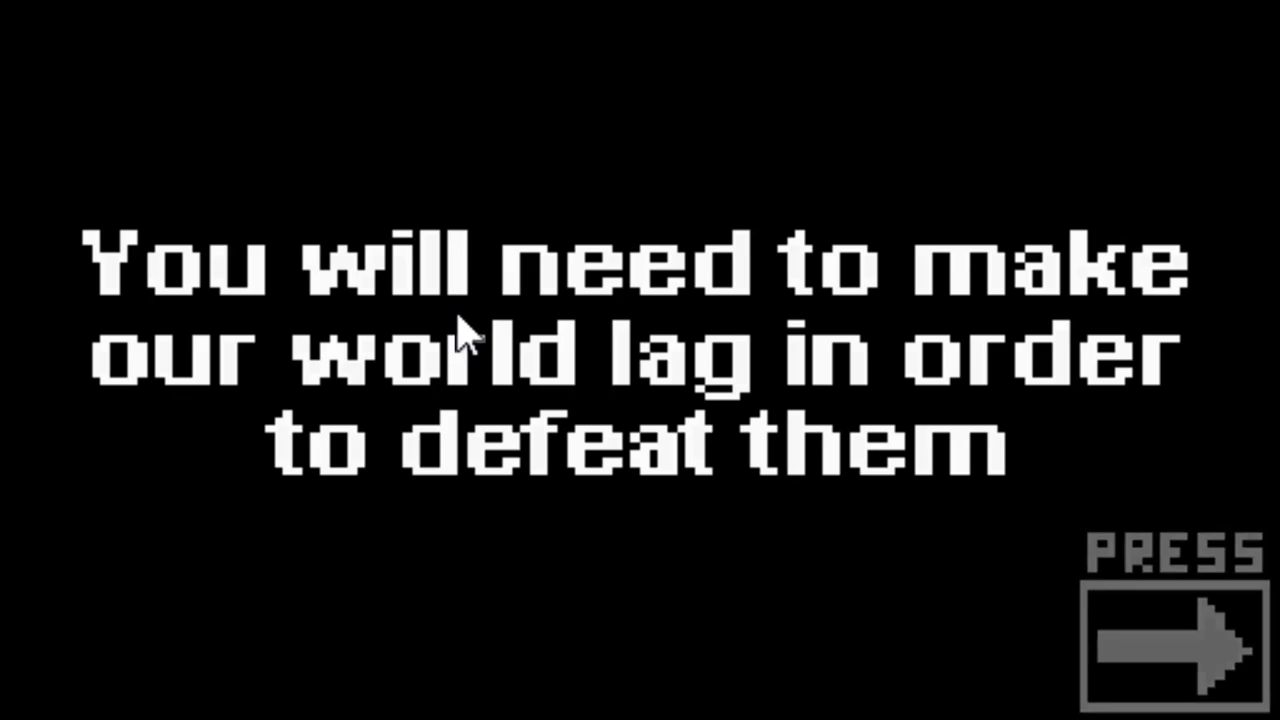 You will need to make
our world lag in order
to defeat them
PRESS